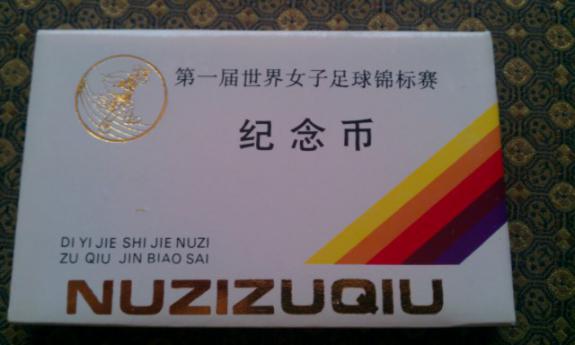 第一届世界女子足球锦标赛
纪念币
DI YI JIE SHI JIE NUZI
ZU QIU JIN BIAO SAI
NUZIZUQIU